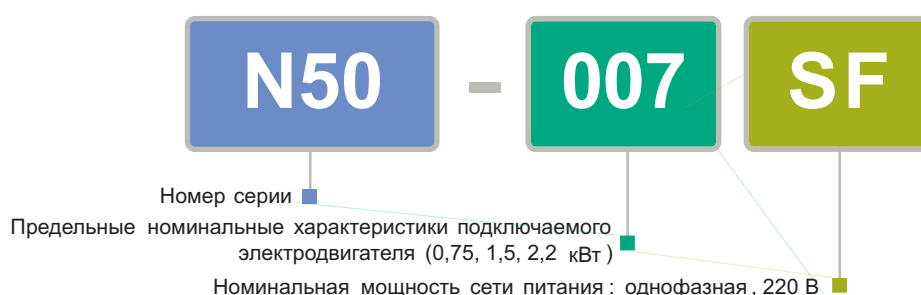 N50 - 007 SF
Номер серии
Предельные номинальные характеристики подключаемого
электродвигателя (0,75, 1,5, 2,2 кВт)
Номинальная мощность сети питания: однофазная, 220 В